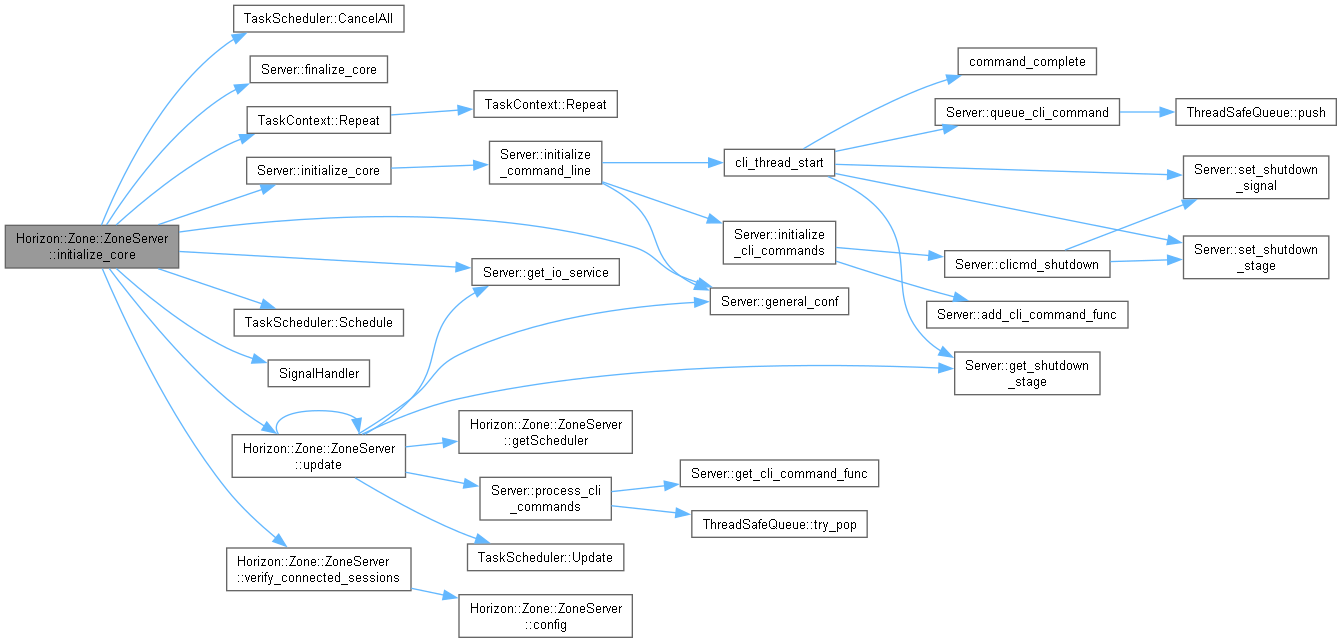 TaskScheduler::CancelAll
Server::finalize_core
TaskContext::Repeat
TaskContext::Repeat
Server::initialize_core
Server::initialize
_command_line
cli_thread_start
command_complete
Server::queue_cli_command
ThreadSafeQueue::push
Server::set_shutdown
_signal
Horizon::Zone::ZoneServer
::initialize_core
Server::initialize
_cli_commands
Server::set_shutdown
_stage
Server::clicmd_shutdown
Server::get_io_service
Server::general_conf
Server::add_cli_command_func
TaskScheduler::Schedule
SignalHandler
Server::get_shutdown
_stage
Horizon::Zone::ZoneServer
::update
Horizon::Zone::ZoneServer
::getScheduler
Server::process_cli
_commands
Server::get_cli_command_func
ThreadSafeQueue::try_pop
TaskScheduler::Update
Horizon::Zone::ZoneServer
::verify_connected_sessions
Horizon::Zone::ZoneServer
::config